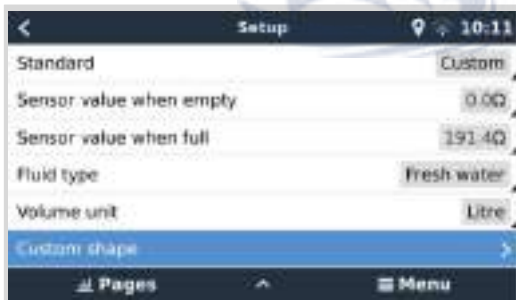 Setup 10:11
Standard Custom
Sensor value when empty 0.0Ω
Sensor value when full 191.4Ω
Fluid type Fresh water
Volume unit Litre
Custom shape
Pages Menu